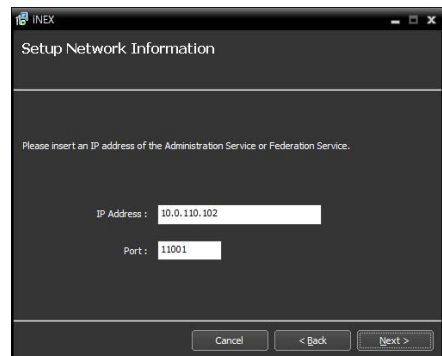 iNEX
Setup Network Information
Please insert an IP address of the Administration Service or Federation Service.
IP Address : 10.0.110.102
Port : 11001
Cancel < Back Next >